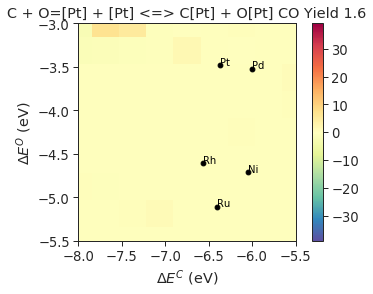 C + O=[Pt] + [Pt] <=> C[Pt] + O[Pt] CO Yield 1.6
−3.0
−3.5
−4.0
−4.5
−5.0
−5.5
ΔE^O (eV)
Pt
Pd
Rh
Ni
Ru
−8.0 −7.5 −7.0 −6.5 −6.0 −5.5
ΔE^C (eV)
30
20
10
0
−10
−20
−30